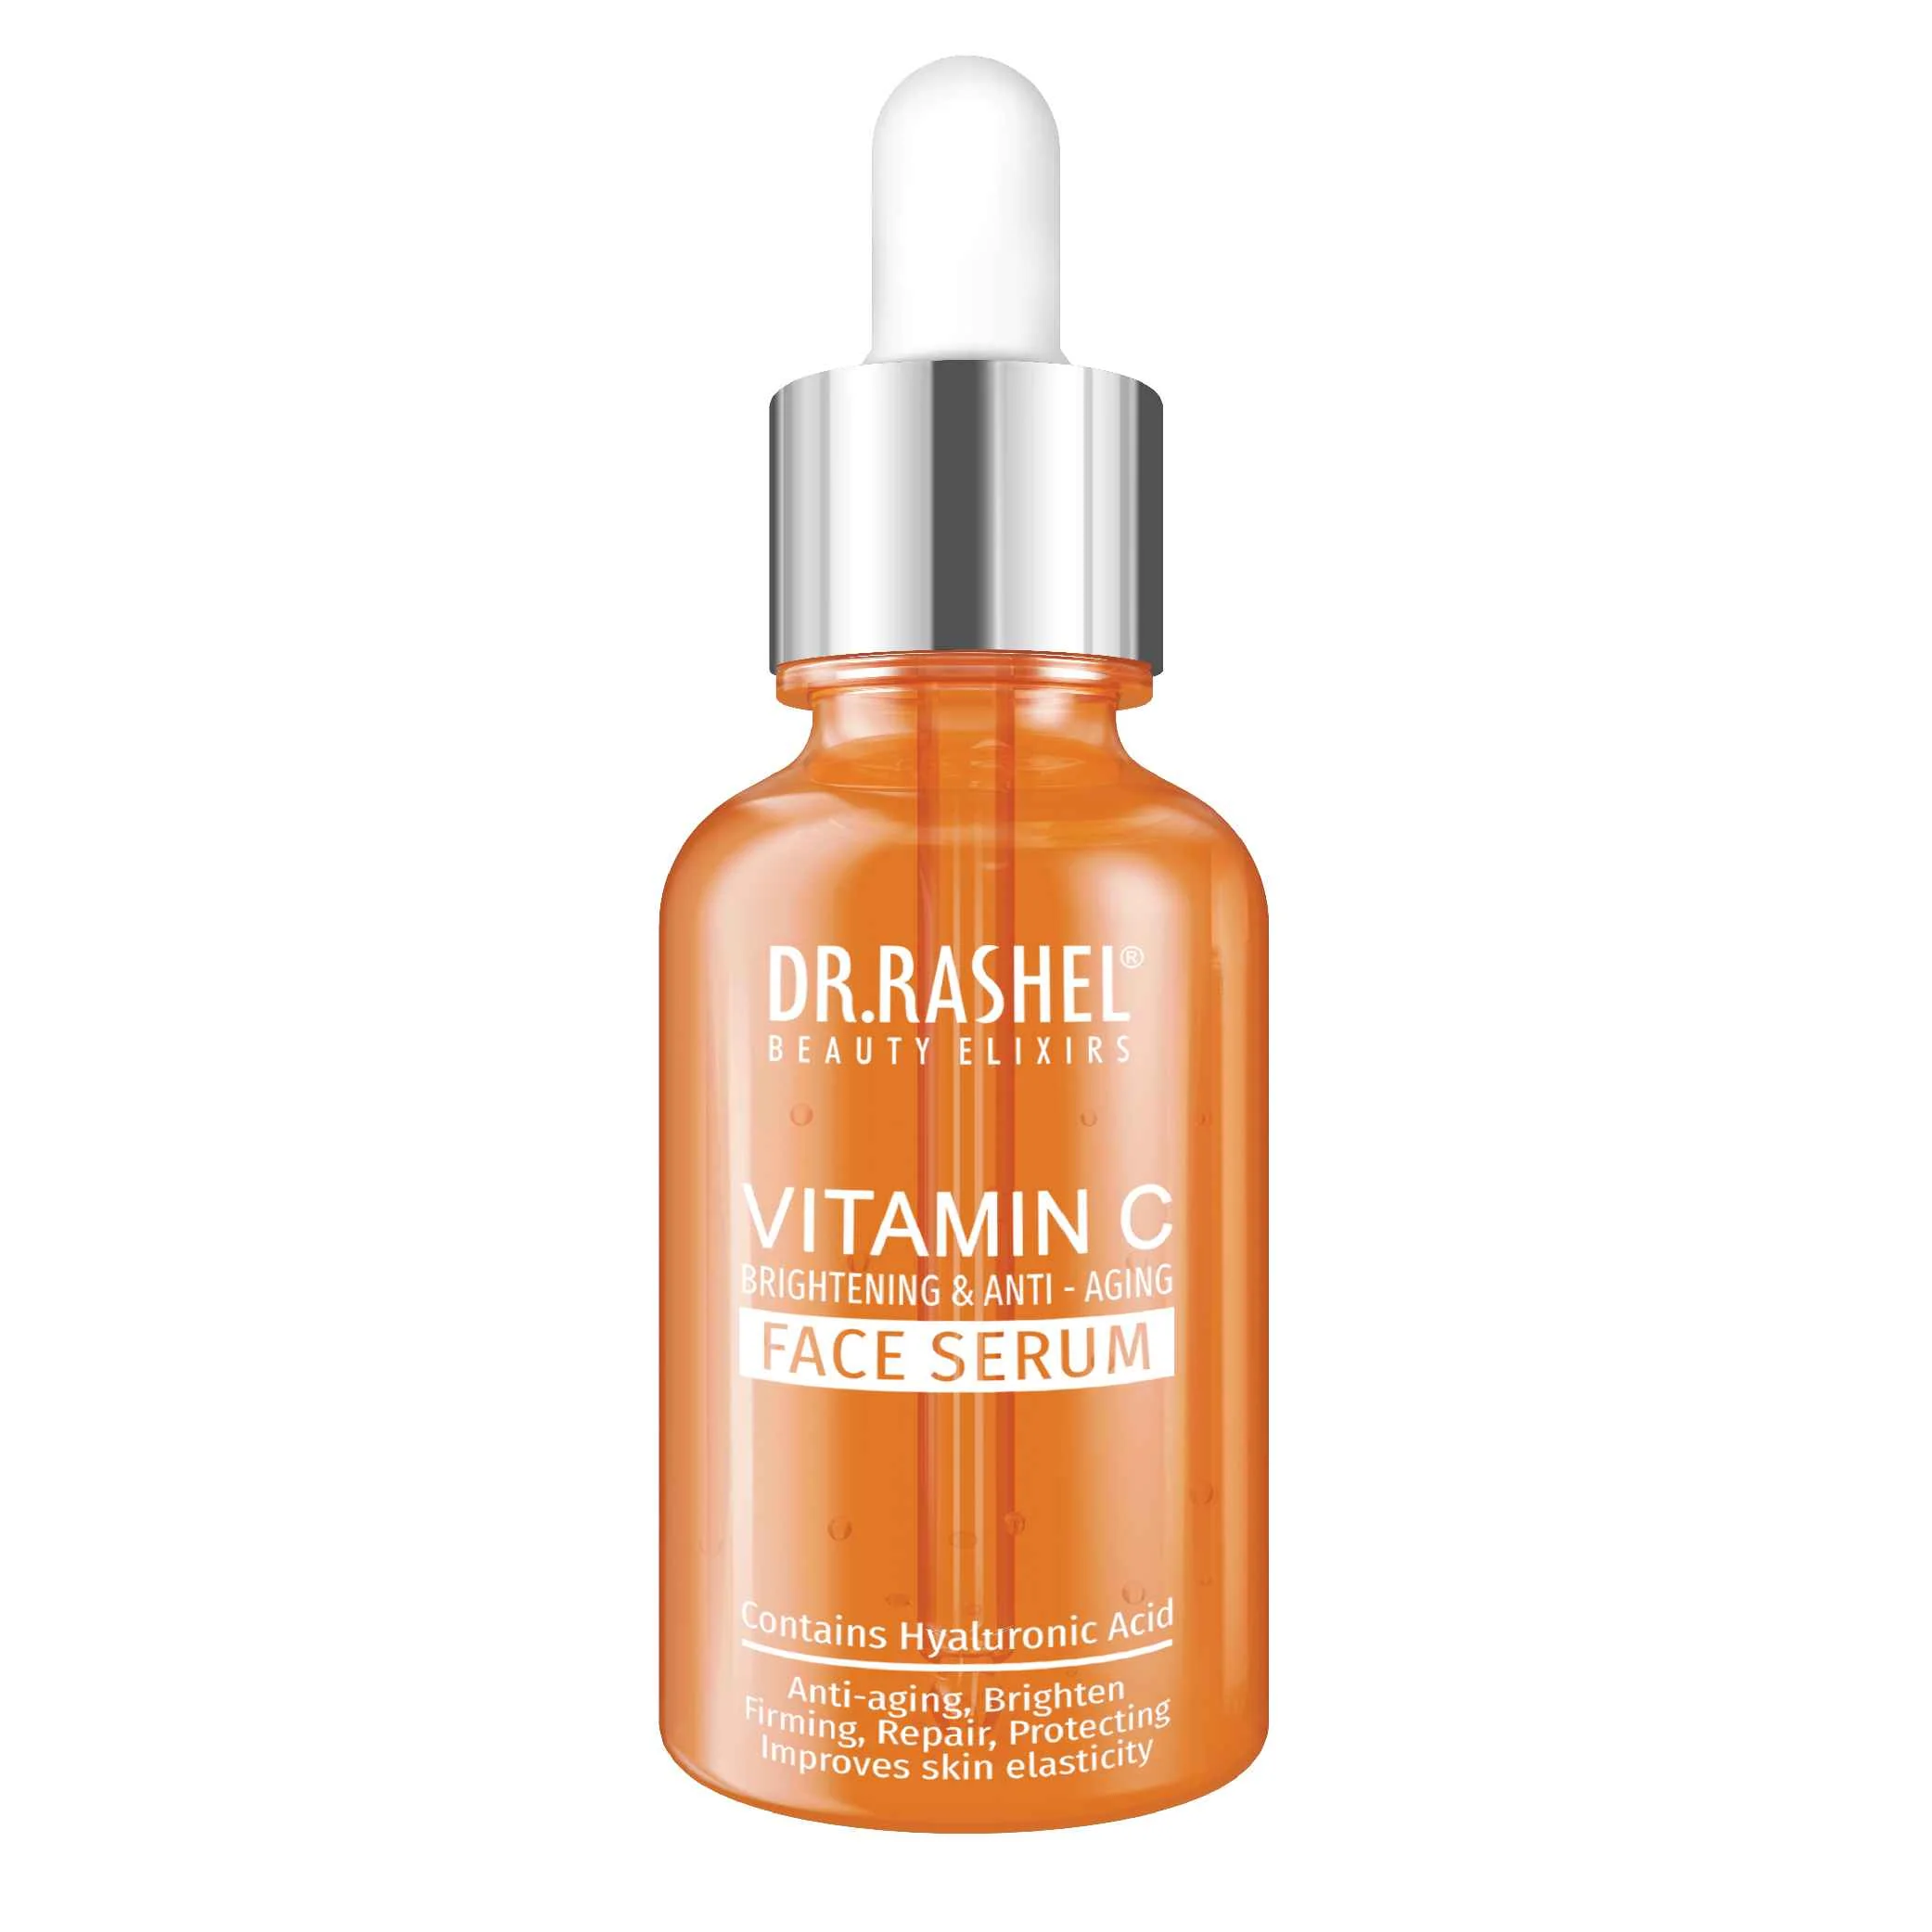 DR.RASHEL®
BEAUTY ELIXIRS
VITAMIN C
BRIGHTENING & ANTI - AGING
FACE SERUM
Contains Hyaluronic Acid
Anti-aging, Brighten
Firming, Repair, Protecting
Improves skin elasticity